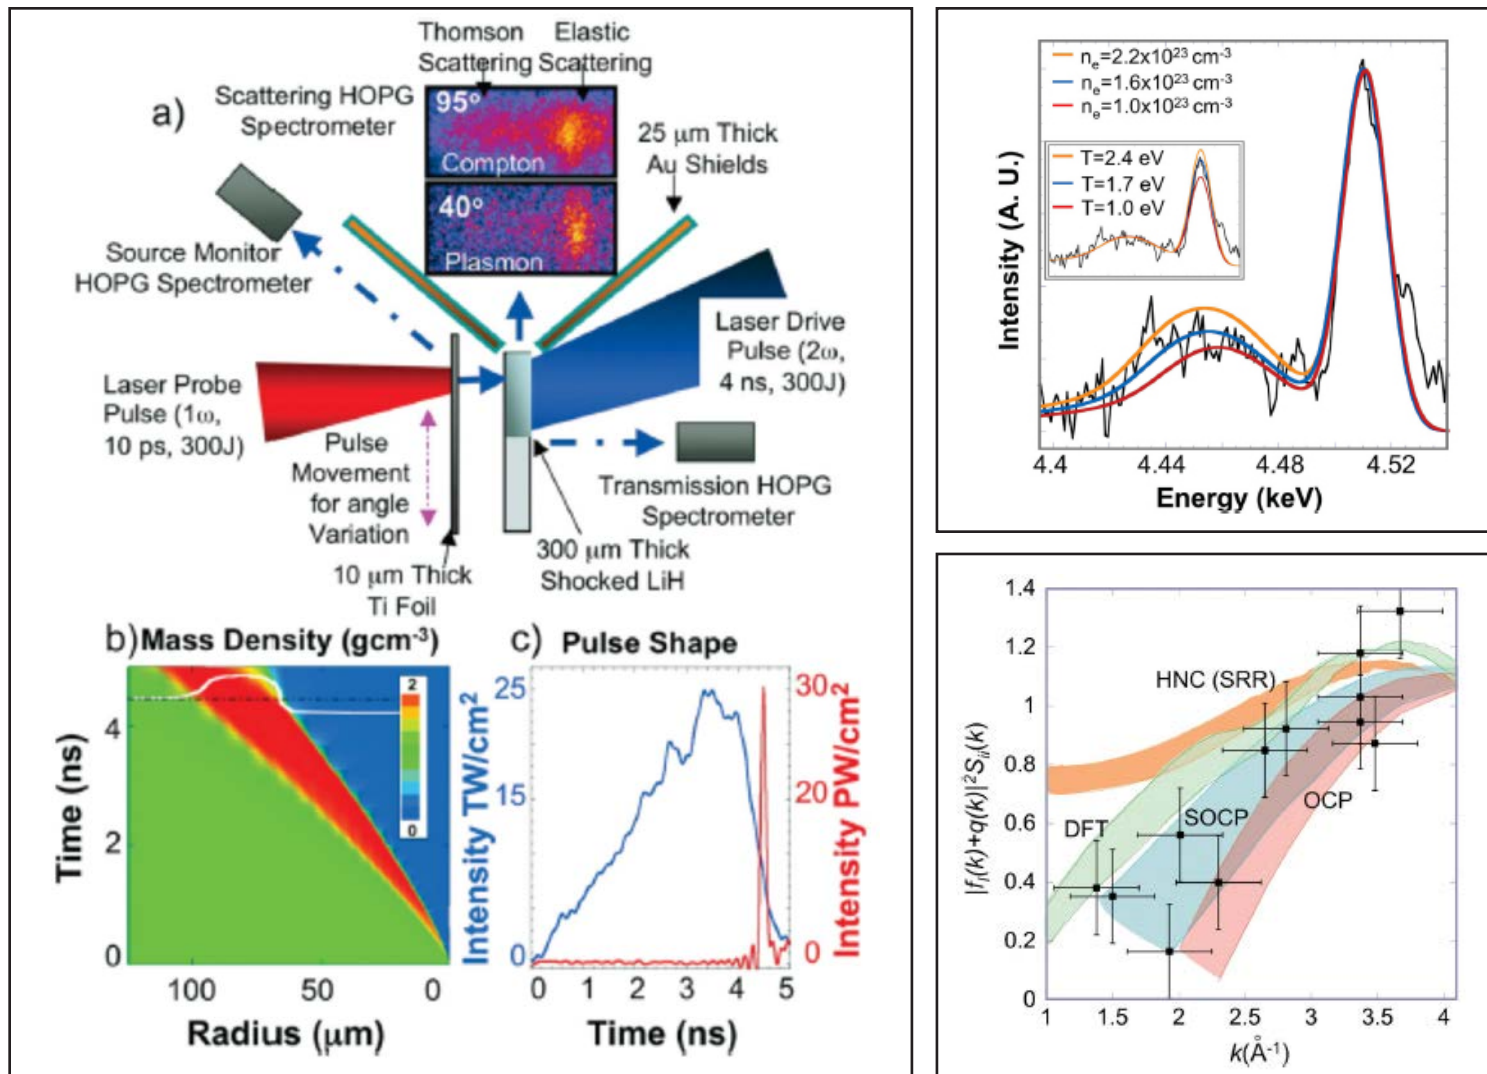 a)
Thomson
Scattering
Elastic
Scattering
Scattering HOPG
Spectrometer
95°
Compton
40°
Plasmon
25 μm Thick
Au Shields
Source Monitor
HOPG Spectrometer
Laser Drive
Pulse (2ω,
4 ns, 300J)
Laser Probe
Pulse (1ω,
10 ps, 300J)
Pulse
Movement
for angle
Variation
Transmission HOPG
Spectrometer
300 μm Thick
Shocked LiH
10 μm Thick
Ti Foil
b) Mass Density (gcm-3)
2
0
4
2
0
Time (ns)
100
50
0
Radius (μm)
c) Pulse Shape
25
15
0
Intensity TW/cm2
30
20
0
Intensity PW/cm2
0 1 2 3 4 5
Time (ns)
ne=2.2x1023 cm-3
ne=1.6x1023 cm-3
ne=1.0x1023 cm-3
T=2.4 eV
T=1.7 eV
T=1.0 eV
Intensity (A. U.)
4.4 4.44 4.48 4.52
Energy (keV)
1.4
1.2
1
0.8
0.6
0.4
0.2
0
|fI(k)+q(k)|2Sii(k)
HNC (SRR)
DFT
SOCP
OCP
1 1.5 2 2.5 3 3.5 4
k(Å-1)